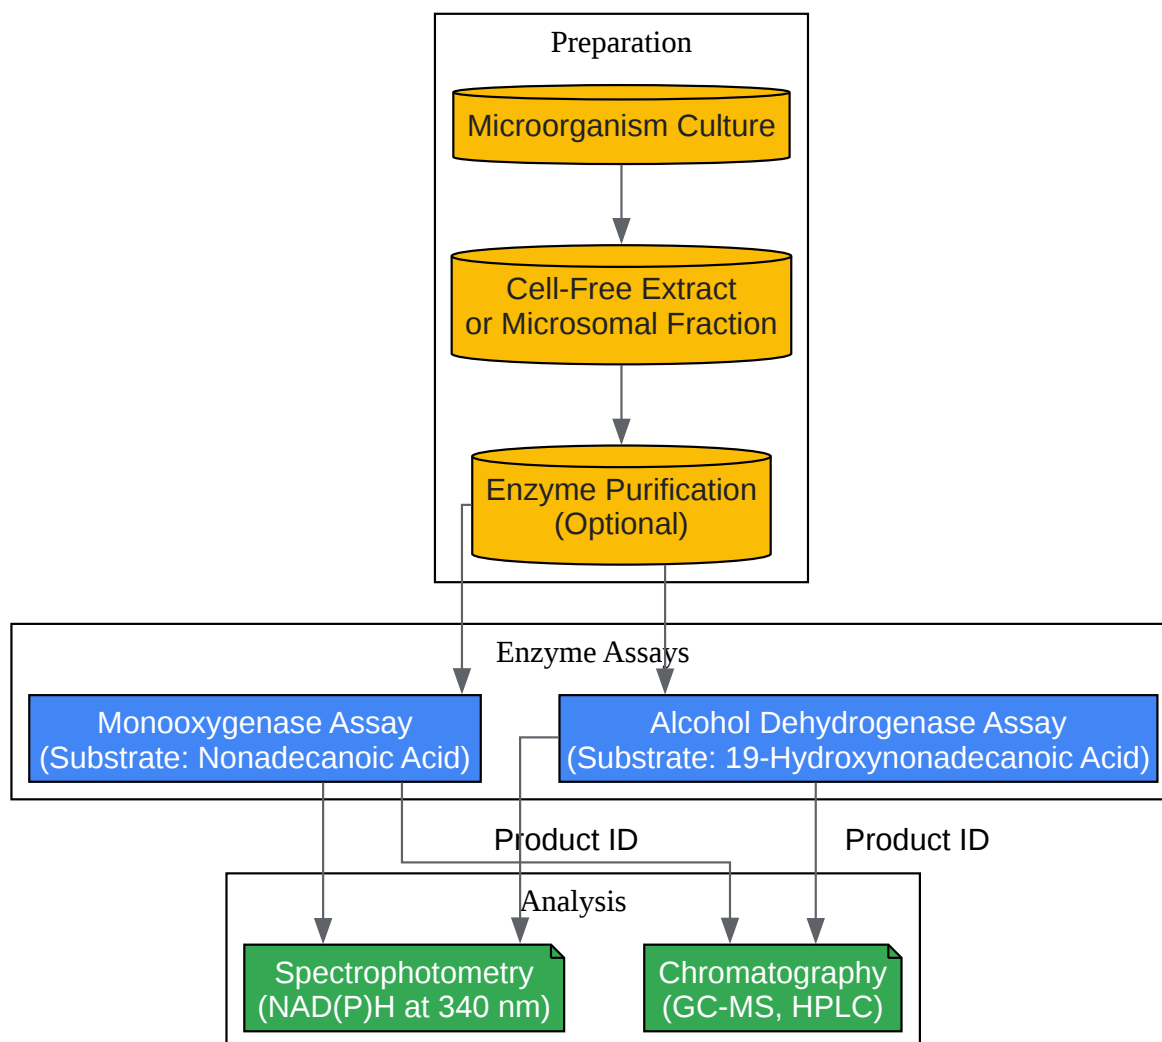 Preparation
Microorganism Culture
Cell-Free Extract
or Microsomal Fraction
Enzyme Purification
(Optional)
Enzyme Assays
Monooxygenase Assay
(Substrate: Nonadecanoic Acid)
Alcohol Dehydrogenase Assay
(Substrate: 19-Hydroxynonadecanoic Acid)
Product ID
Product ID
Analysis
Spectrophotometry
(NAD(P)H at 340 nm)
Chromatography
(GC-MS, HPLC)